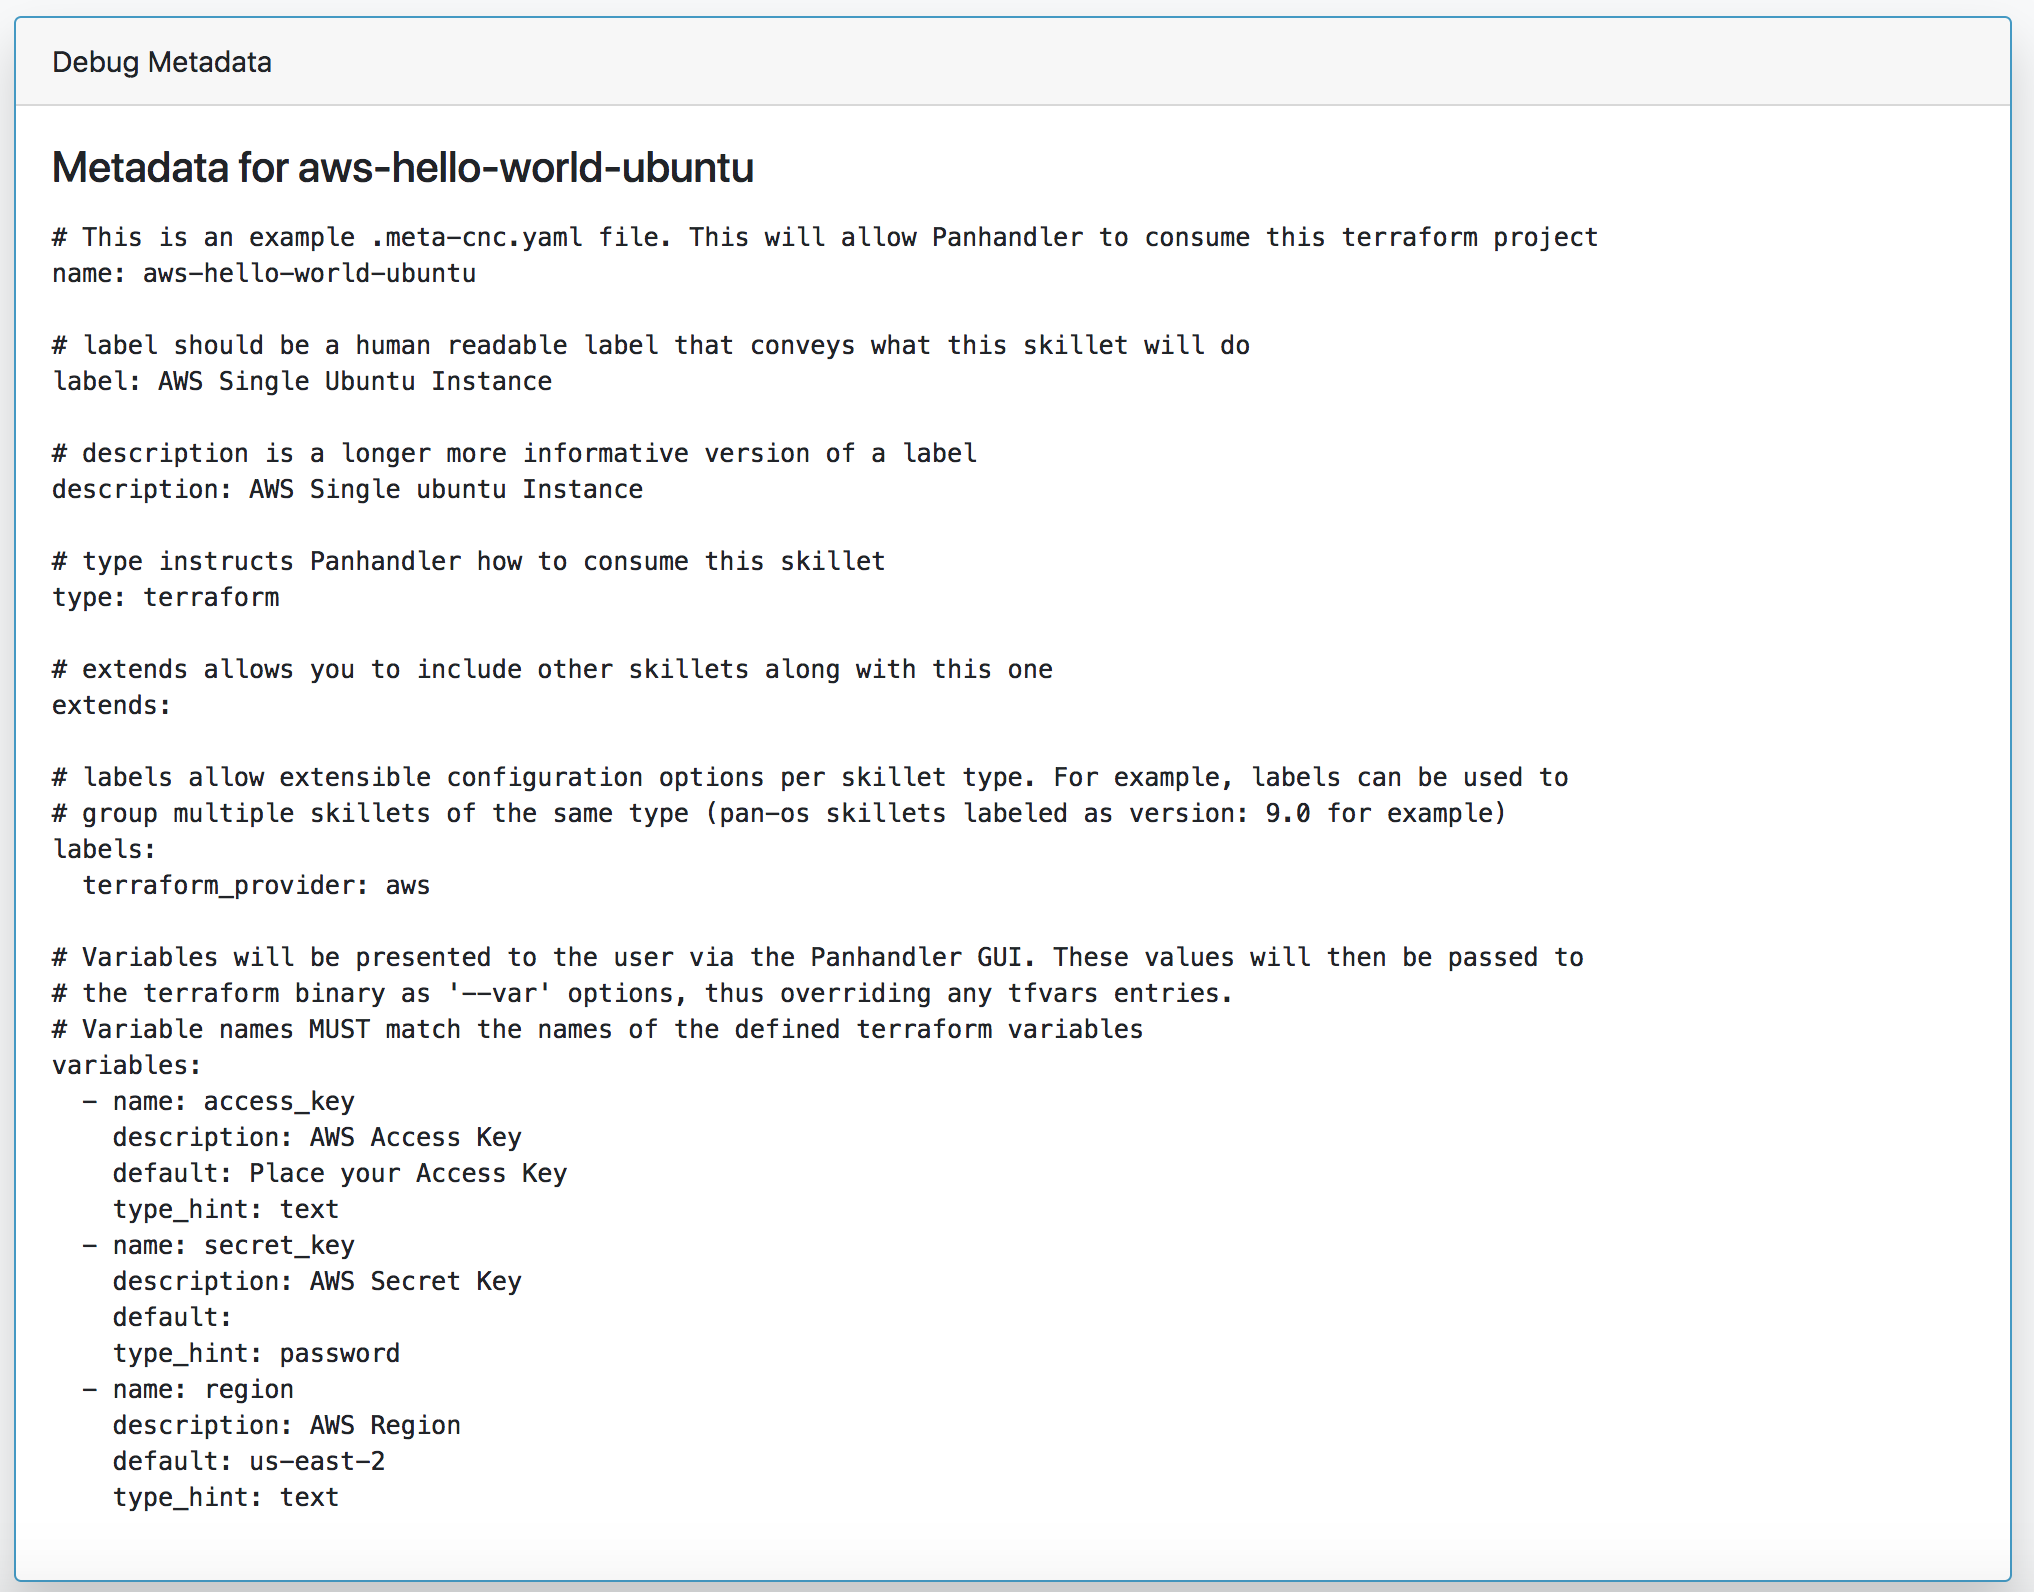 Debug Metadata
Metadata for aws-hello-world-ubuntu
# This is an example .meta-cnc.yaml file. This will allow Panhandler to consume this terraform project
name: aws-hello-world-ubuntu

# label should be a human readable label that conveys what this skillet will do
label: AWS Single Ubuntu Instance

# description is a longer more informative version of a label
description: AWS Single ubuntu Instance

# type instructs Panhandler how to consume this skillet
type: terraform

# extends allows you to include other skillets along with this one
extends:

# labels allow extensible configuration options per skillet type. For example, labels can be used to
# group multiple skillets of the same type (pan-os skillets labeled as version: 9.0 for example)
labels:
  terraform_provider: aws

# Variables will be presented to the user via the Panhandler GUI. These values will then be passed to
# the terraform binary as '--var' options, thus overriding any tfvars entries.
# Variable names MUST match the names of the defined terraform variables
variables:
  - name: access_key
    description: AWS Access Key
    default: Place your Access Key
    type_hint: text
  - name: secret_key
    description: AWS Secret Key
    default:
    type_hint: password
  - name: region
    description: AWS Region
    default: us-east-2
    type_hint: text